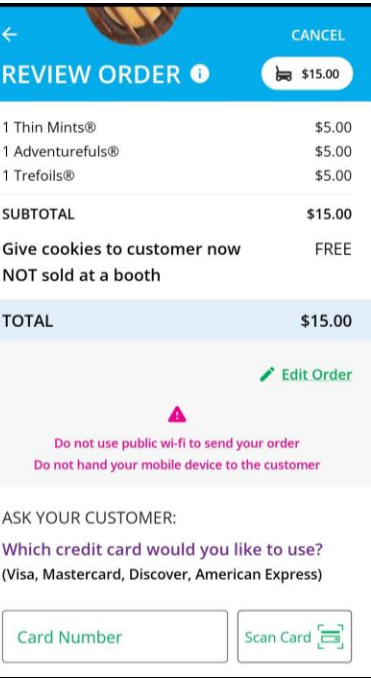 CANCEL
REVIEW ORDER
$15.00
1 Thin Mints® $5.00
1 Adventurefuls® $5.00
1 Trefoils® $5.00
SUBTOTAL $15.00
Give cookies to customer now FREE
NOT sold at a booth
TOTAL $15.00
Edit Order
Do not use public wi-fi to send your order
Do not hand your mobile device to the customer
ASK YOUR CUSTOMER:
Which credit card would you like to use?
(Visa, Mastercard, Discover, American Express)
Card Number Scan Card